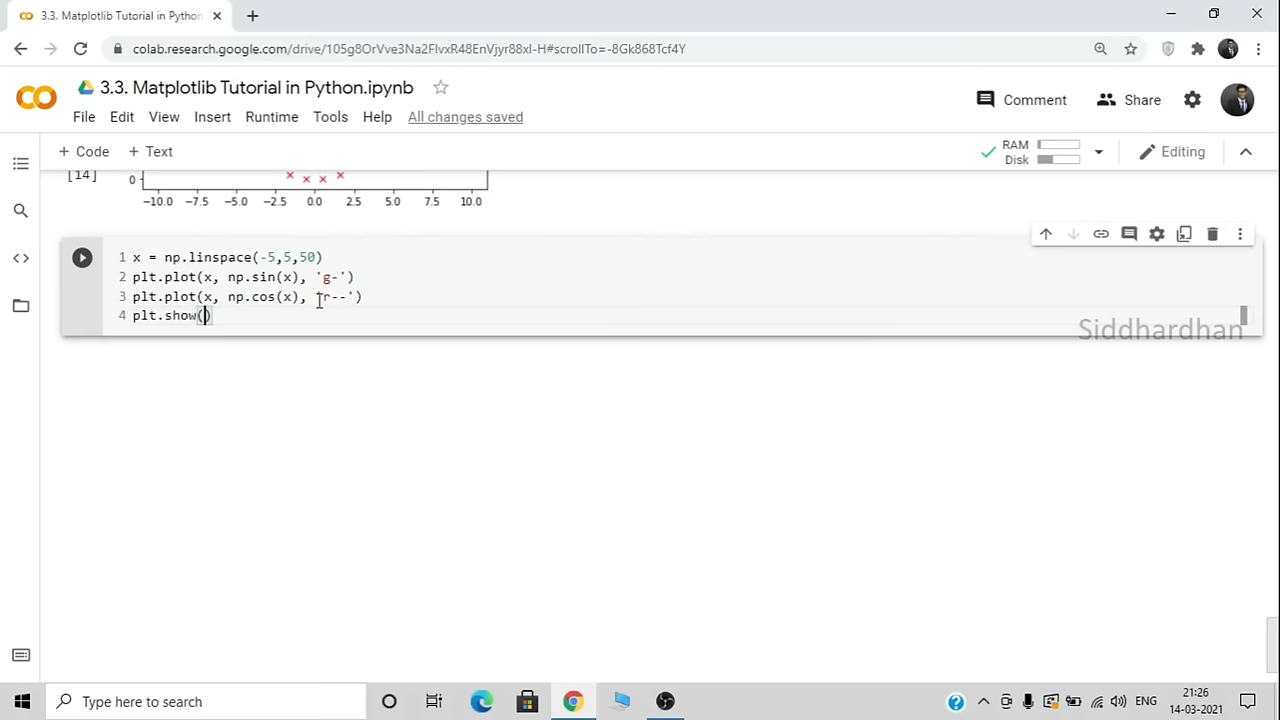 3.3. Matplotlib Tutorial in Python
colab.research.google.com/drive/105g8OrVve3Na2FlvxR48EnVjyr88xl-H#scrollTo=-8Gk868Tcf4Y
3.3. Matplotlib Tutorial in Python.ipynb
File Edit View Insert Runtime Tools Help All changes saved
Comment Share
+ Code + Text
RAM
Disk
Editing
[14]
0
−10.0 −7.5 −5.0 −2.5 0.0 2.5 5.0 7.5 10.0
1 x = np.linspace(-5,5,50)
2 plt.plot(x, np.sin(x), 'g-')
3 plt.plot(x, np.cos(x), 'r--')
4 plt.show()
Siddhardhan
Type here to search
ENG
21:26
14-03-2021